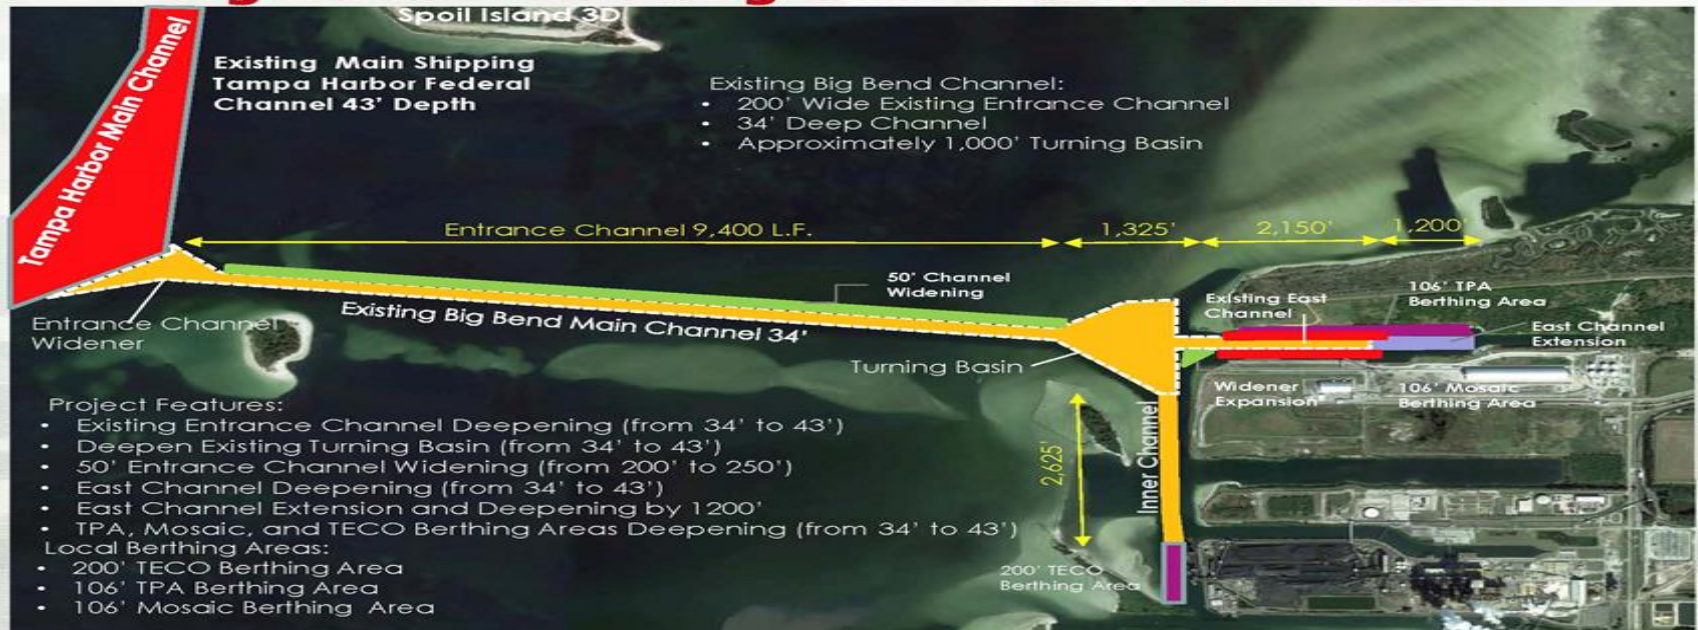 Spoil Island 3D
Tampa Harbor Main Channel
Existing Main Shipping
Tampa Harbor Federal
Channel 43' Depth
Existing Big Bend Channel:
• 200' Wide Existing Entrance Channel
• 34' Deep Channel
• Approximately 1,000' Turning Basin
Entrance Channel 9,400 L.F.
1,325'
2,150'
1,200'
50' Channel
Widening
Existing East
Channel
106' TPA
Berthing Area
East Channel
Extension
Entrance Channel
Widener
Existing Big Bend Main Channel 34'
Turning Basin
Widener
Expansion
106' Mosaic
Berthing Area
Inner Channel
2,625'
Project Features:
• Existing Entrance Channel Deepening (from 34' to 43')
• Deepen Existing Turning Basin (from 34' to 43')
• 50' Entrance Channel Widening (from 200' to 250')
• East Channel Deepening (from 34' to 43')
• East Channel Extension and Deepening by 1200'
• TPA, Mosaic, and TECO Berthing Areas Deepening (from 34' to 43')
Local Berthing Areas:
• 200' TECO Berthing Area
• 106' TPA Berthing Area
• 106' Mosaic Berthing Area
200' TECO
Berthing Area